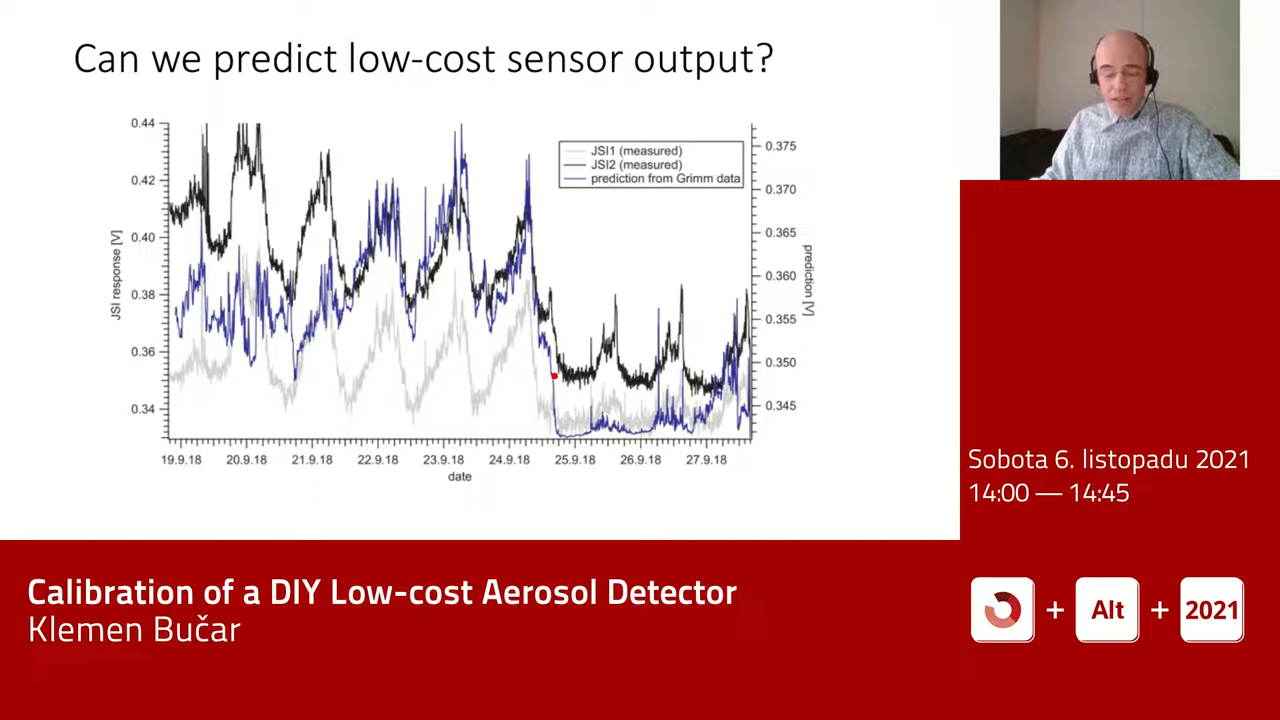 Can we predict low-cost sensor output?
0.44
0.42
0.40
0.38
0.36
0.34
JSI response [V]
JSI1 (measured)
JSI2 (measured)
prediction from Grimm data
0.375
0.370
0.365
0.360
0.355
0.350
0.345
prediction [V]
19.9.18 20.9.18 21.9.18 22.9.18 23.9.18 24.9.18 25.9.18 26.9.18 27.9.18
date
Sobota 6. listopadu 2021
14:00 — 14:45
Calibration of a DIY Low-cost Aerosol Detector
Klemen Bučar
+ Alt + 2021